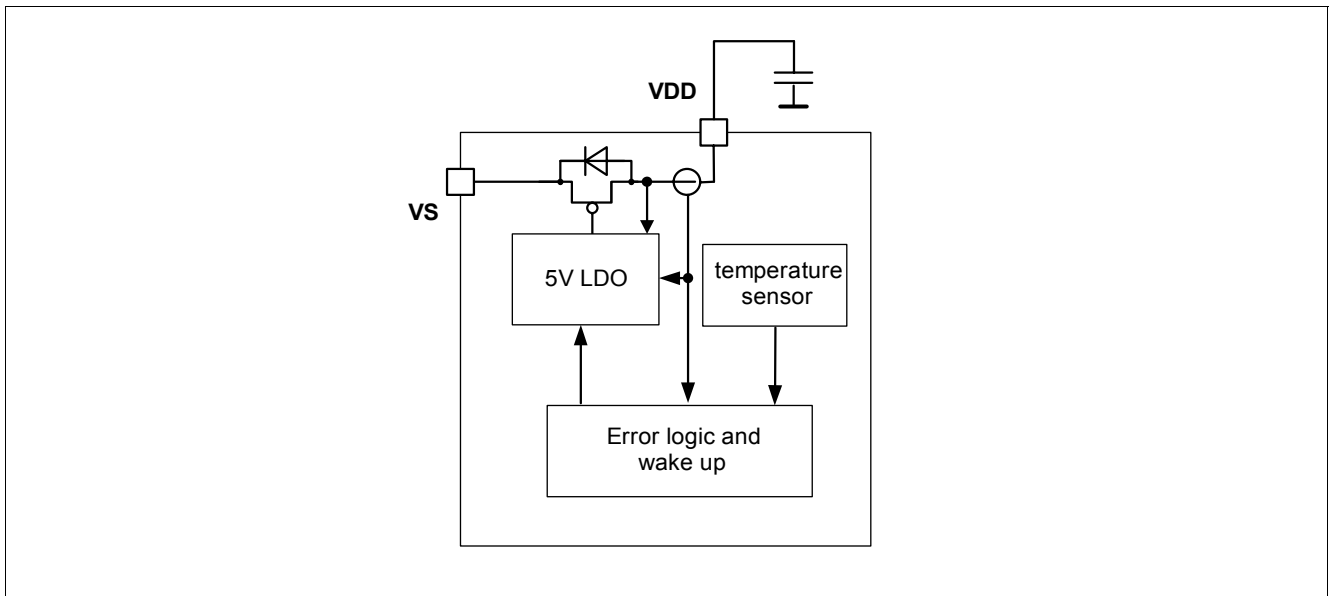 VDD
VS
5V LDO
temperature
sensor
Error logic and
wake up